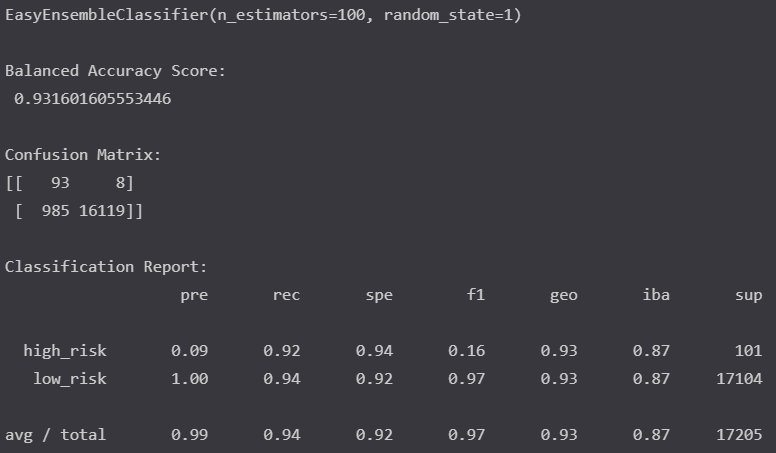 EasyEnsembleClassifier(n_estimators=100, random_state=1)
Balanced Accuracy Score:
0.931601605553446
Confusion Matrix:
[[   93     8]
[  985 16119]]
Classification Report:
pre rec spe f1 geo iba sup
high_risk 0.09 0.92 0.94 0.16 0.93 0.87 101
low_risk 1.00 0.94 0.92 0.97 0.93 0.87 17104
avg / total 0.99 0.94 0.92 0.97 0.93 0.87 17205